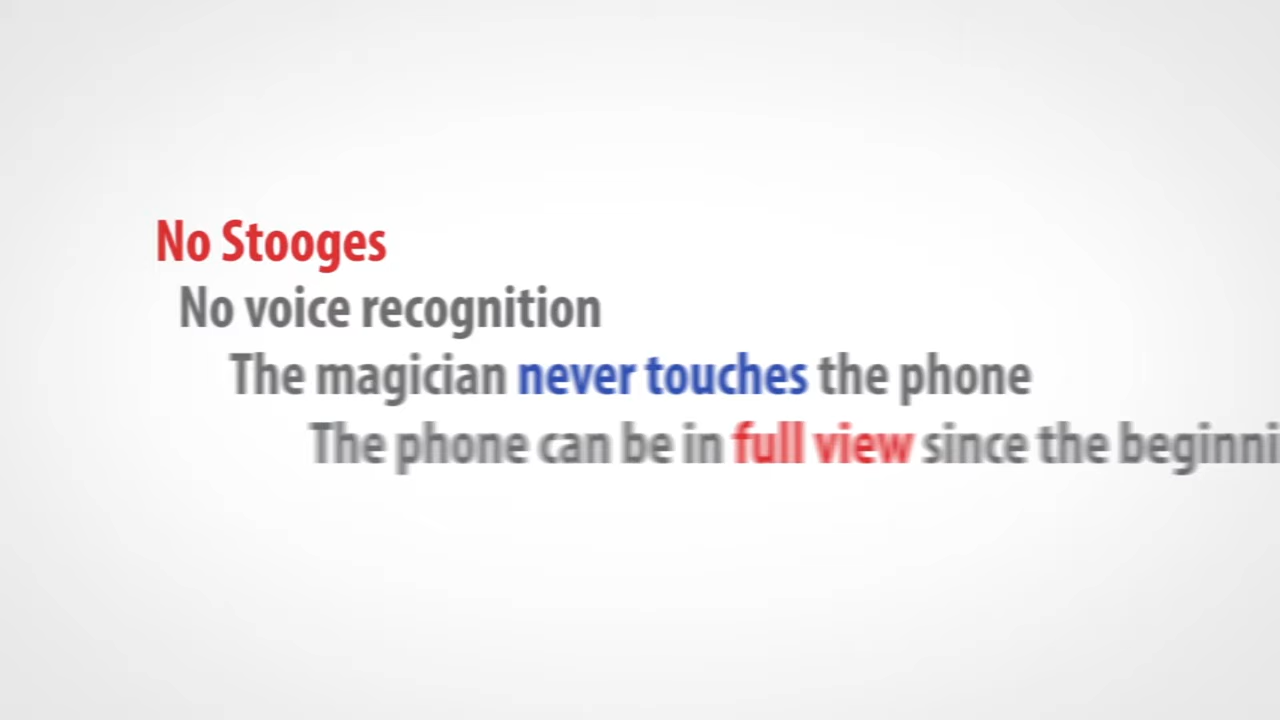 No Stooges
No voice recognition
The magician never touches the phone
The phone can be in full view since the beginni